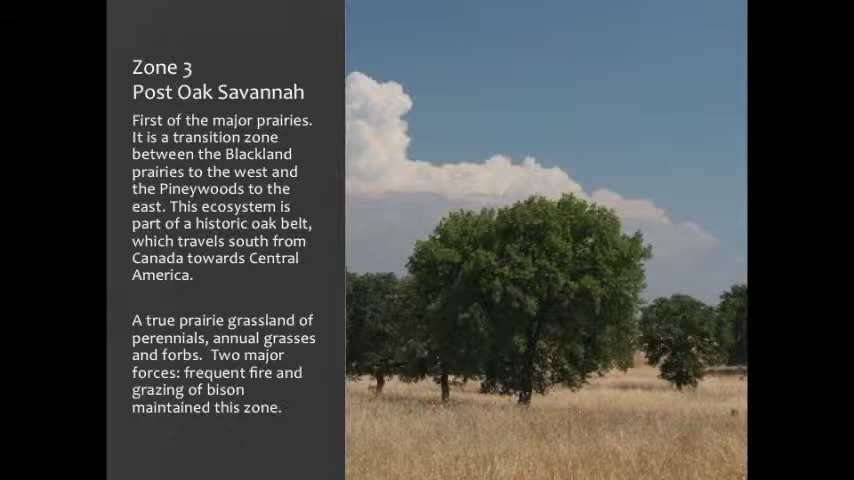 Zone 3
Post Oak Savannah
First of the major prairies.
It is a transition zone
between the Blackland
prairies to the west and
the Pineywoods to the
east. This ecosystem is
part of a historic oak belt,
which travels south from
Canada towards Central
America.
A true prairie grassland of
perennials, annual grasses
and forbs.  Two major
forces: frequent fire and
grazing of bison
maintained this zone.